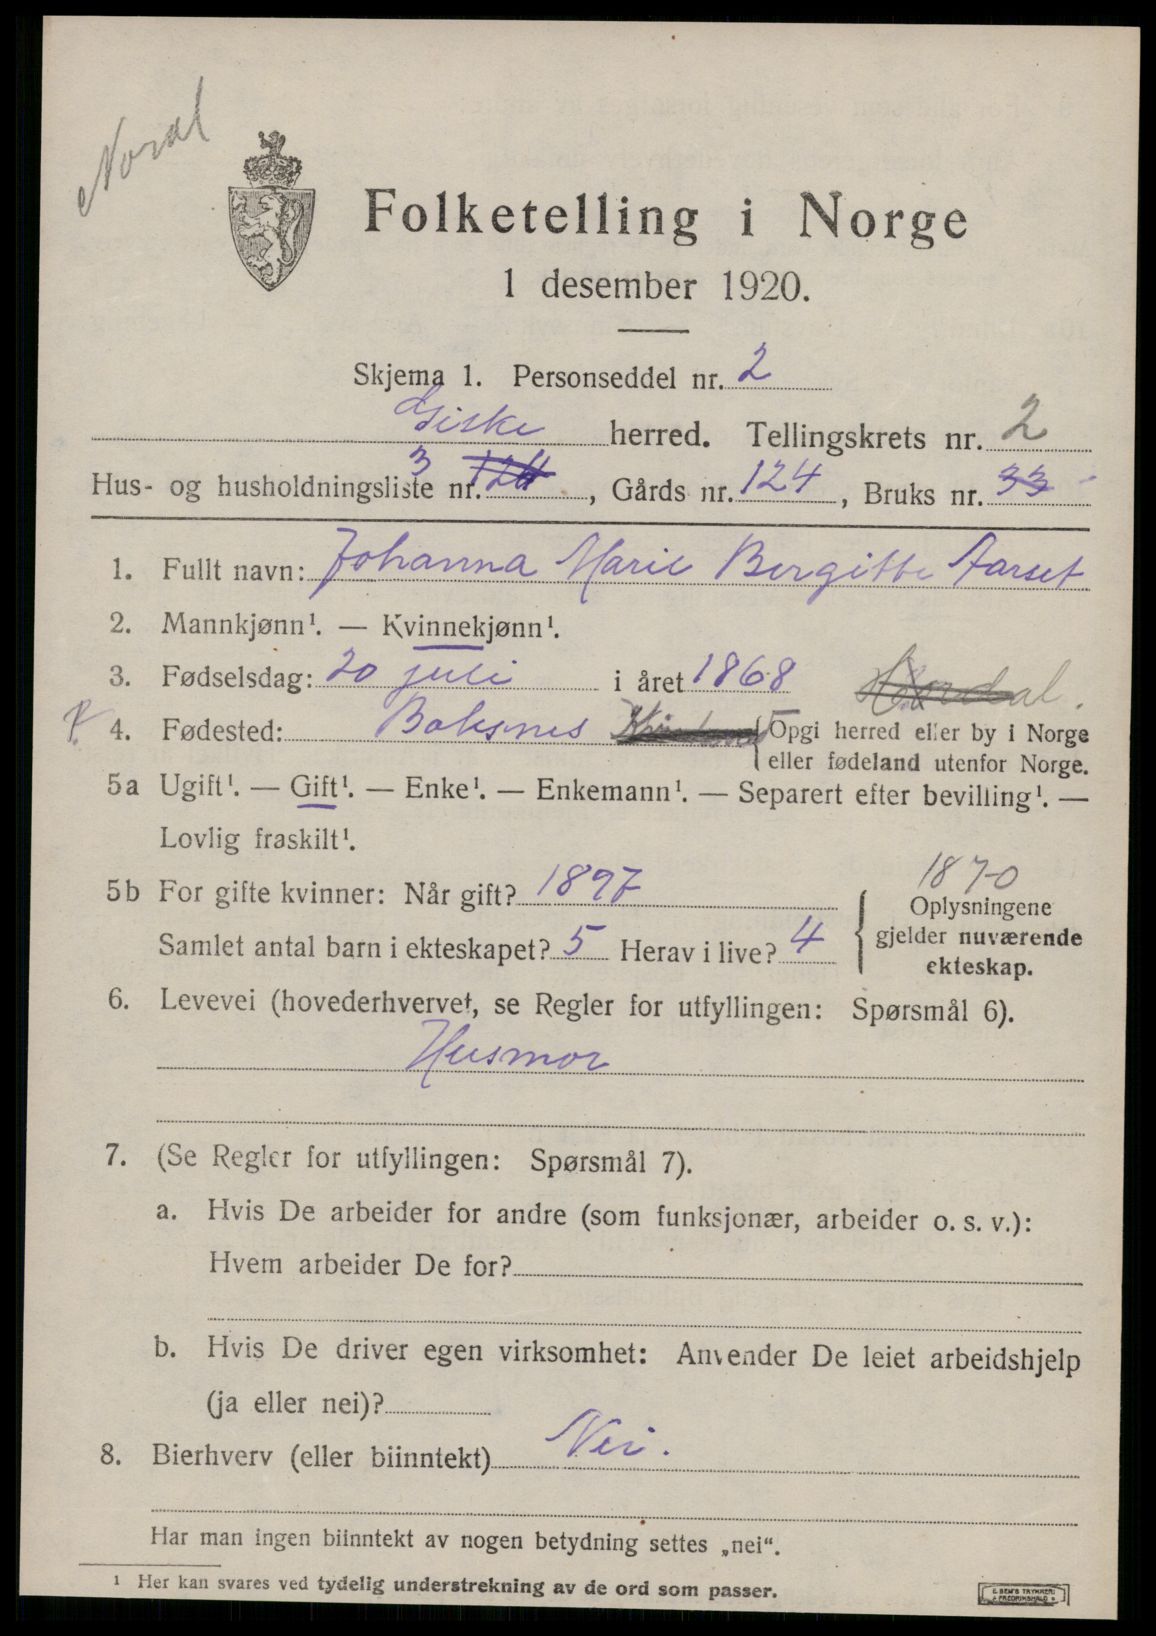 Noral
Folketelling i Norge
1 desember 1920.
Skjema 1. Personseddel nr. 2
Giske herred. Tellingskrets nr. 2
Hus- og husholdningsliste nr. 3 124, Gårds nr. 124, Bruks nr. 33
1. Fullt navn: Johanna Marie Bergitte Aarset
2. Mannkjønn¹. — Kvinnekjønn¹.
3. Fødselsdag: 20 juli i året 1868
4. Fødested: Baksnes { Opgi herred eller by i Norge
eller fødeland utenfor Norge.
5a Ugift¹. — Gift¹. — Enke¹. — Enkemann¹. — Separert efter bevilling¹. —
Lovlig fraskilt¹.
1870
5b For gifte kvinner: Når gift? 1897 { Oplysningene
Samlet antal barn i ekteskapet? 5 Herav i live? 4 gjelder nuværende
ekteskap.
6. Levevei (hovederhvervet, se Regler for utfyllingen: Spørsmål 6).
Husmor
7. (Se Regler for utfyllingen: Spørsmål 7).
a. Hvis De arbeider for andre (som funksjonær, arbeider o. s. v.):
Hvem arbeider De for?
b. Hvis De driver egen virksomhet: Anvender De leiet arbeidshjelp
(ja eller nei)?
8. Bierhverv (eller biinntekt) Nei.
Har man ingen biinntekt av nogen betydning settes „nei“.
¹ Her kan svares ved tydelig understrekning av de ord som passer.
E. SEM'S TRYKKERI
FREDRIKSHALD